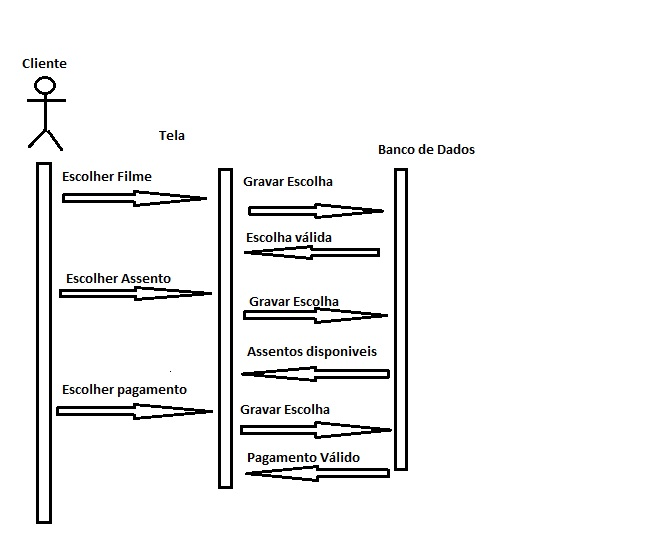 Cliente
Tela
Banco de Dados
Escolher Filme
Gravar Escolha
Escolha válida
Escolher Assento
Gravar Escolha
Assentos disponiveis
Escolher pagamento
Gravar Escolha
Pagamento Válido